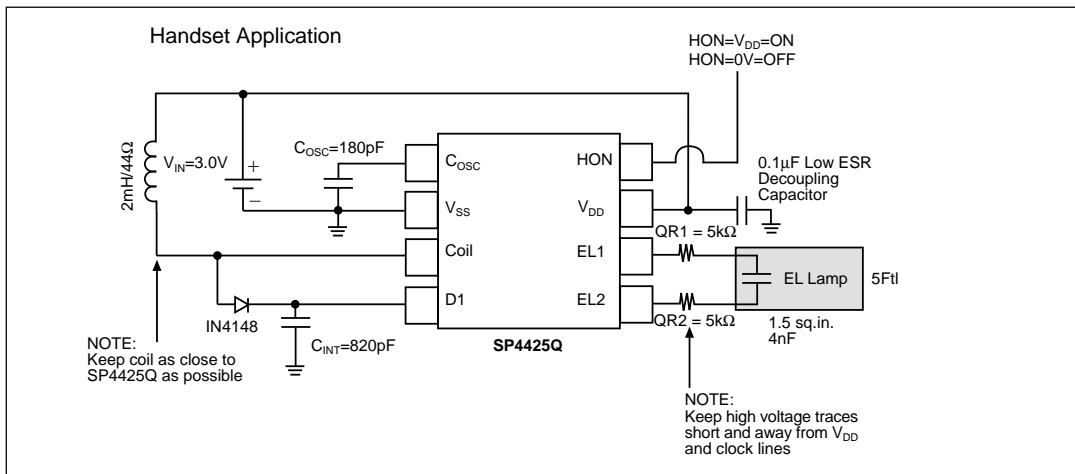 Handset Application
HON=VDD=ON
HON=0V=OFF
2mH/44Ω
VIN=3.0V
+
–
COSC=180pF
COSC
VSS
Coil
D1
HON
VDD
EL1
EL2
SP4425Q
0.1µF Low ESR
Decoupling
Capacitor
QR1 = 5kΩ
QR2 = 5kΩ
EL Lamp
5Ftl
1.5 sq.in.
4nF
IN4148
CINT=820pF
NOTE:
Keep coil as close to
SP4425Q as possible
NOTE:
Keep high voltage traces
short and away from VDD
and clock lines